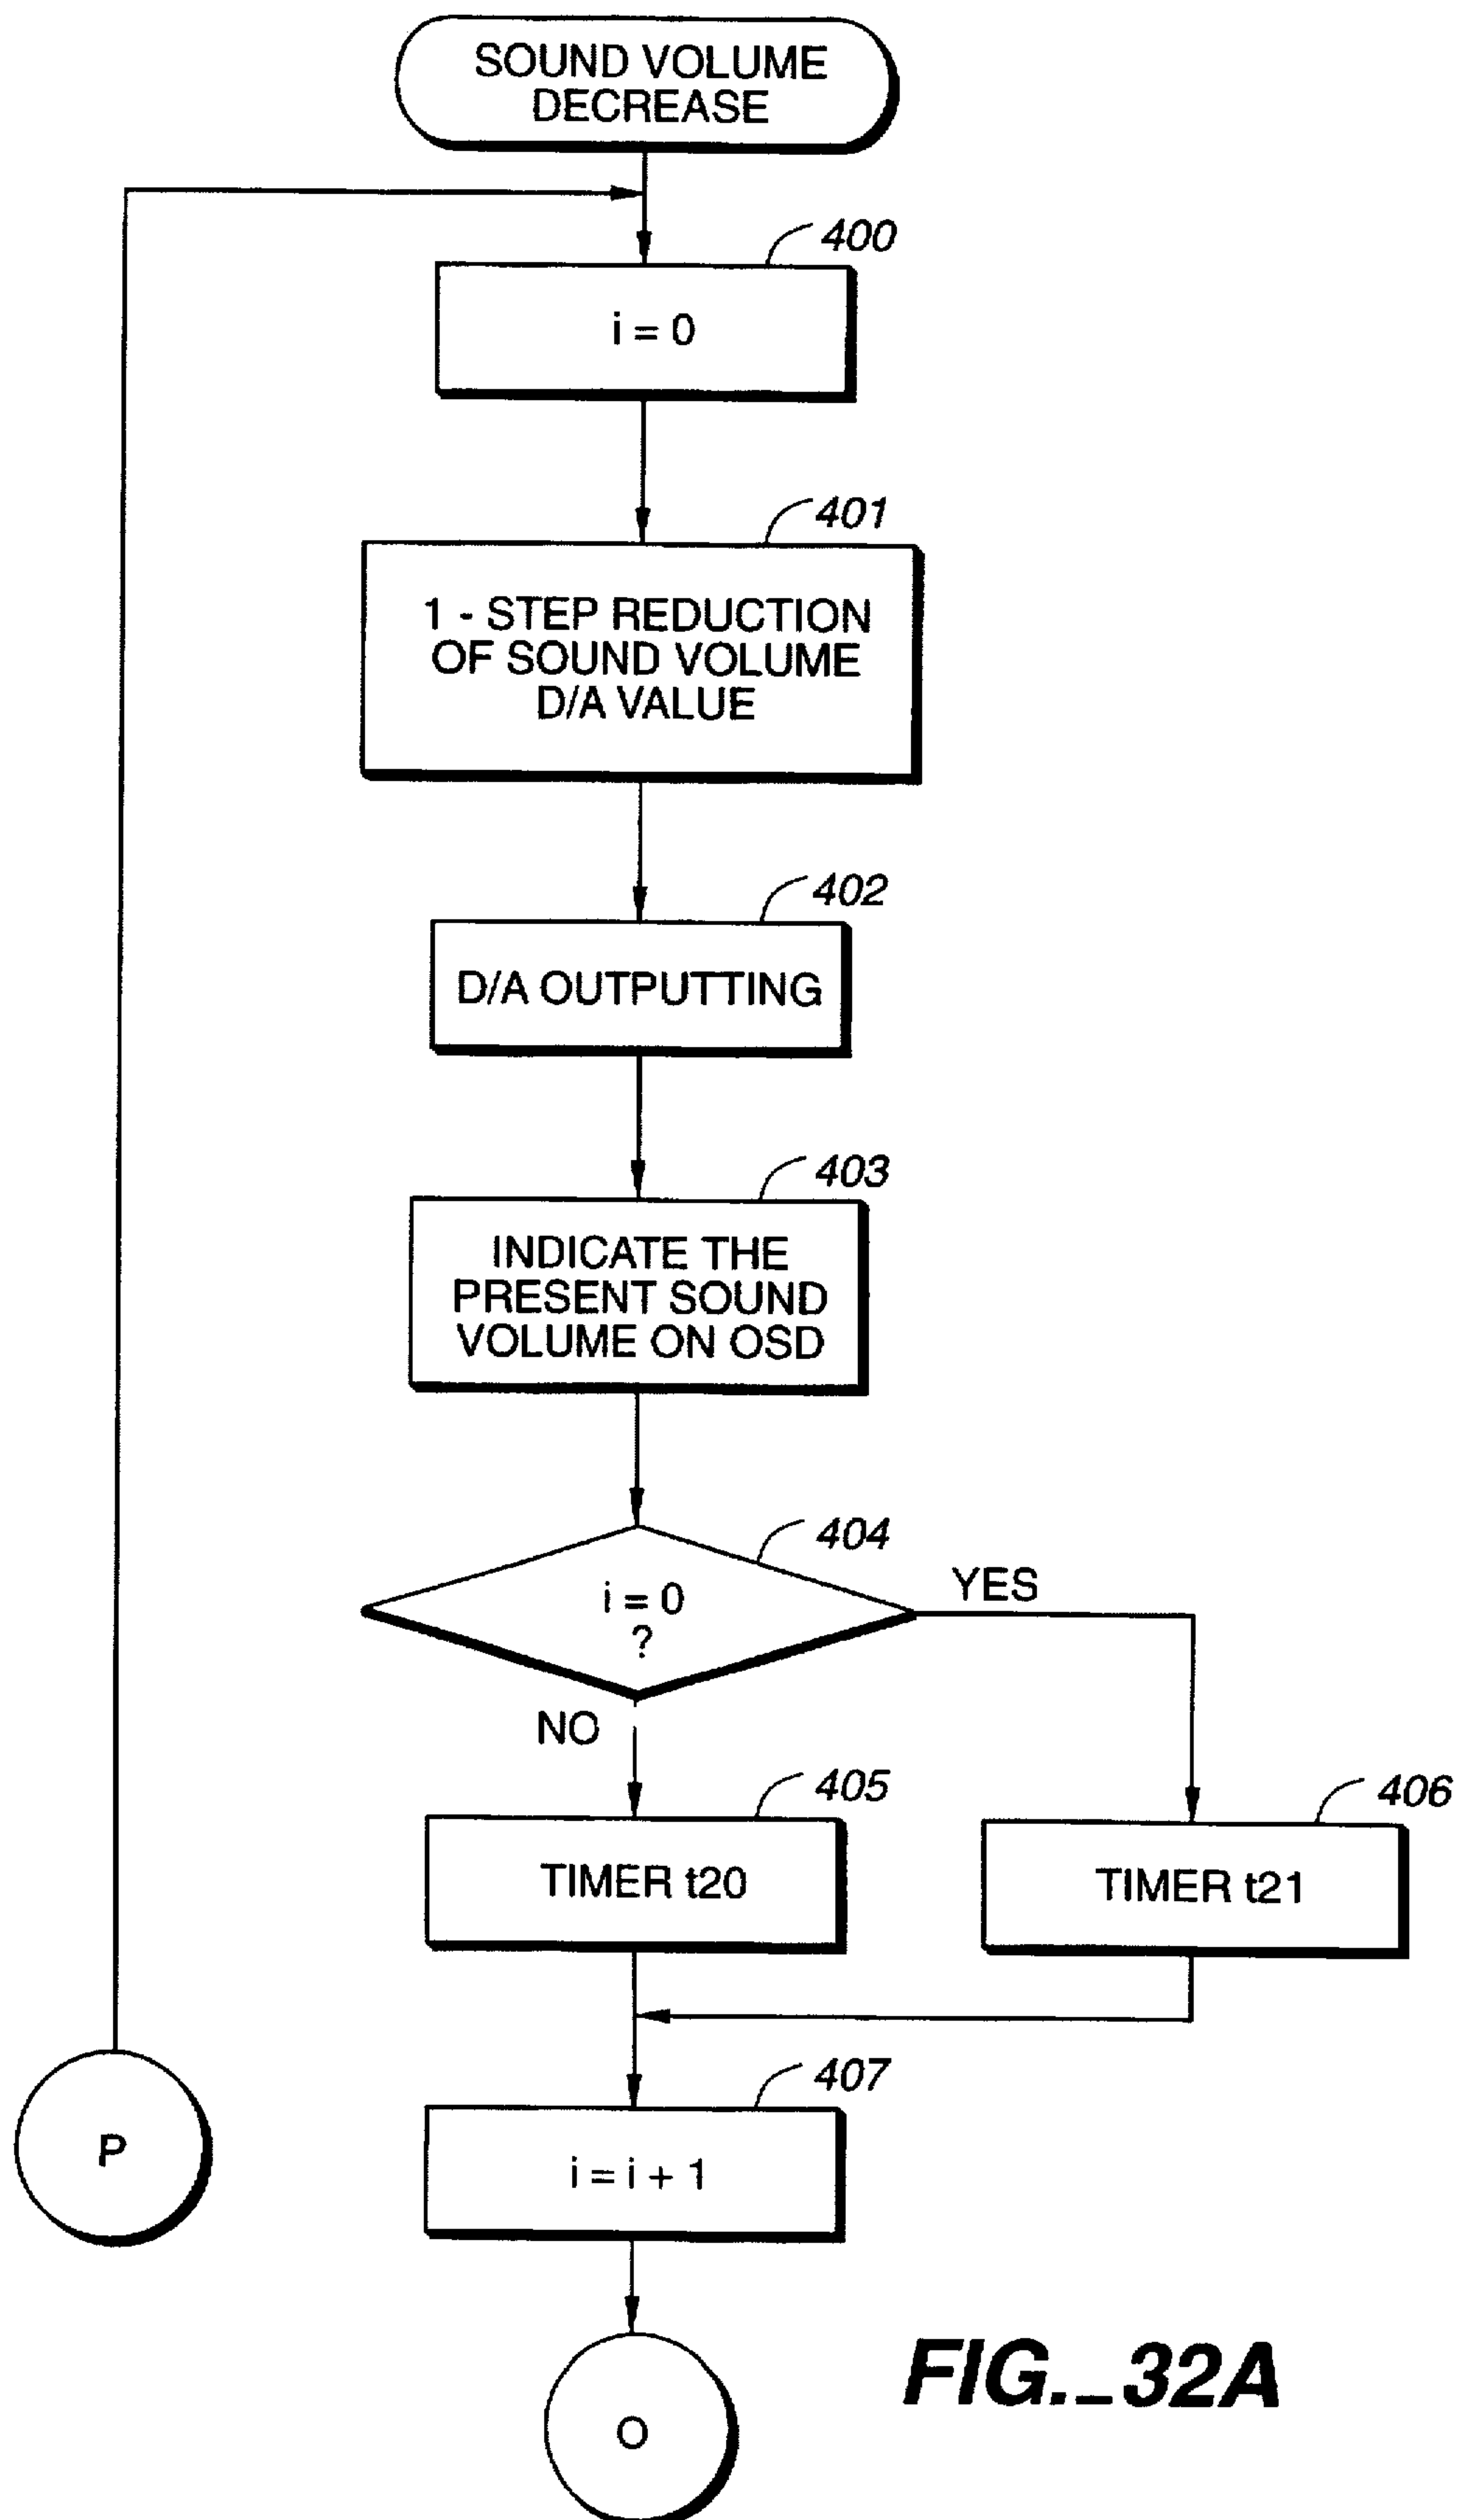 SOUND VOLUME
DECREASE
400
i = 0
401
1 - STEP REDUCTION
OF SOUND VOLUME
D/A VALUE
402
D/A OUTPUTTING
403
INDICATE THE
PRESENT SOUND
VOLUME ON OSD
404
i = 0
?
YES
NO
405
TIMER t20
406
TIMER t21
407
i = i + 1
P
O
FIG._32A